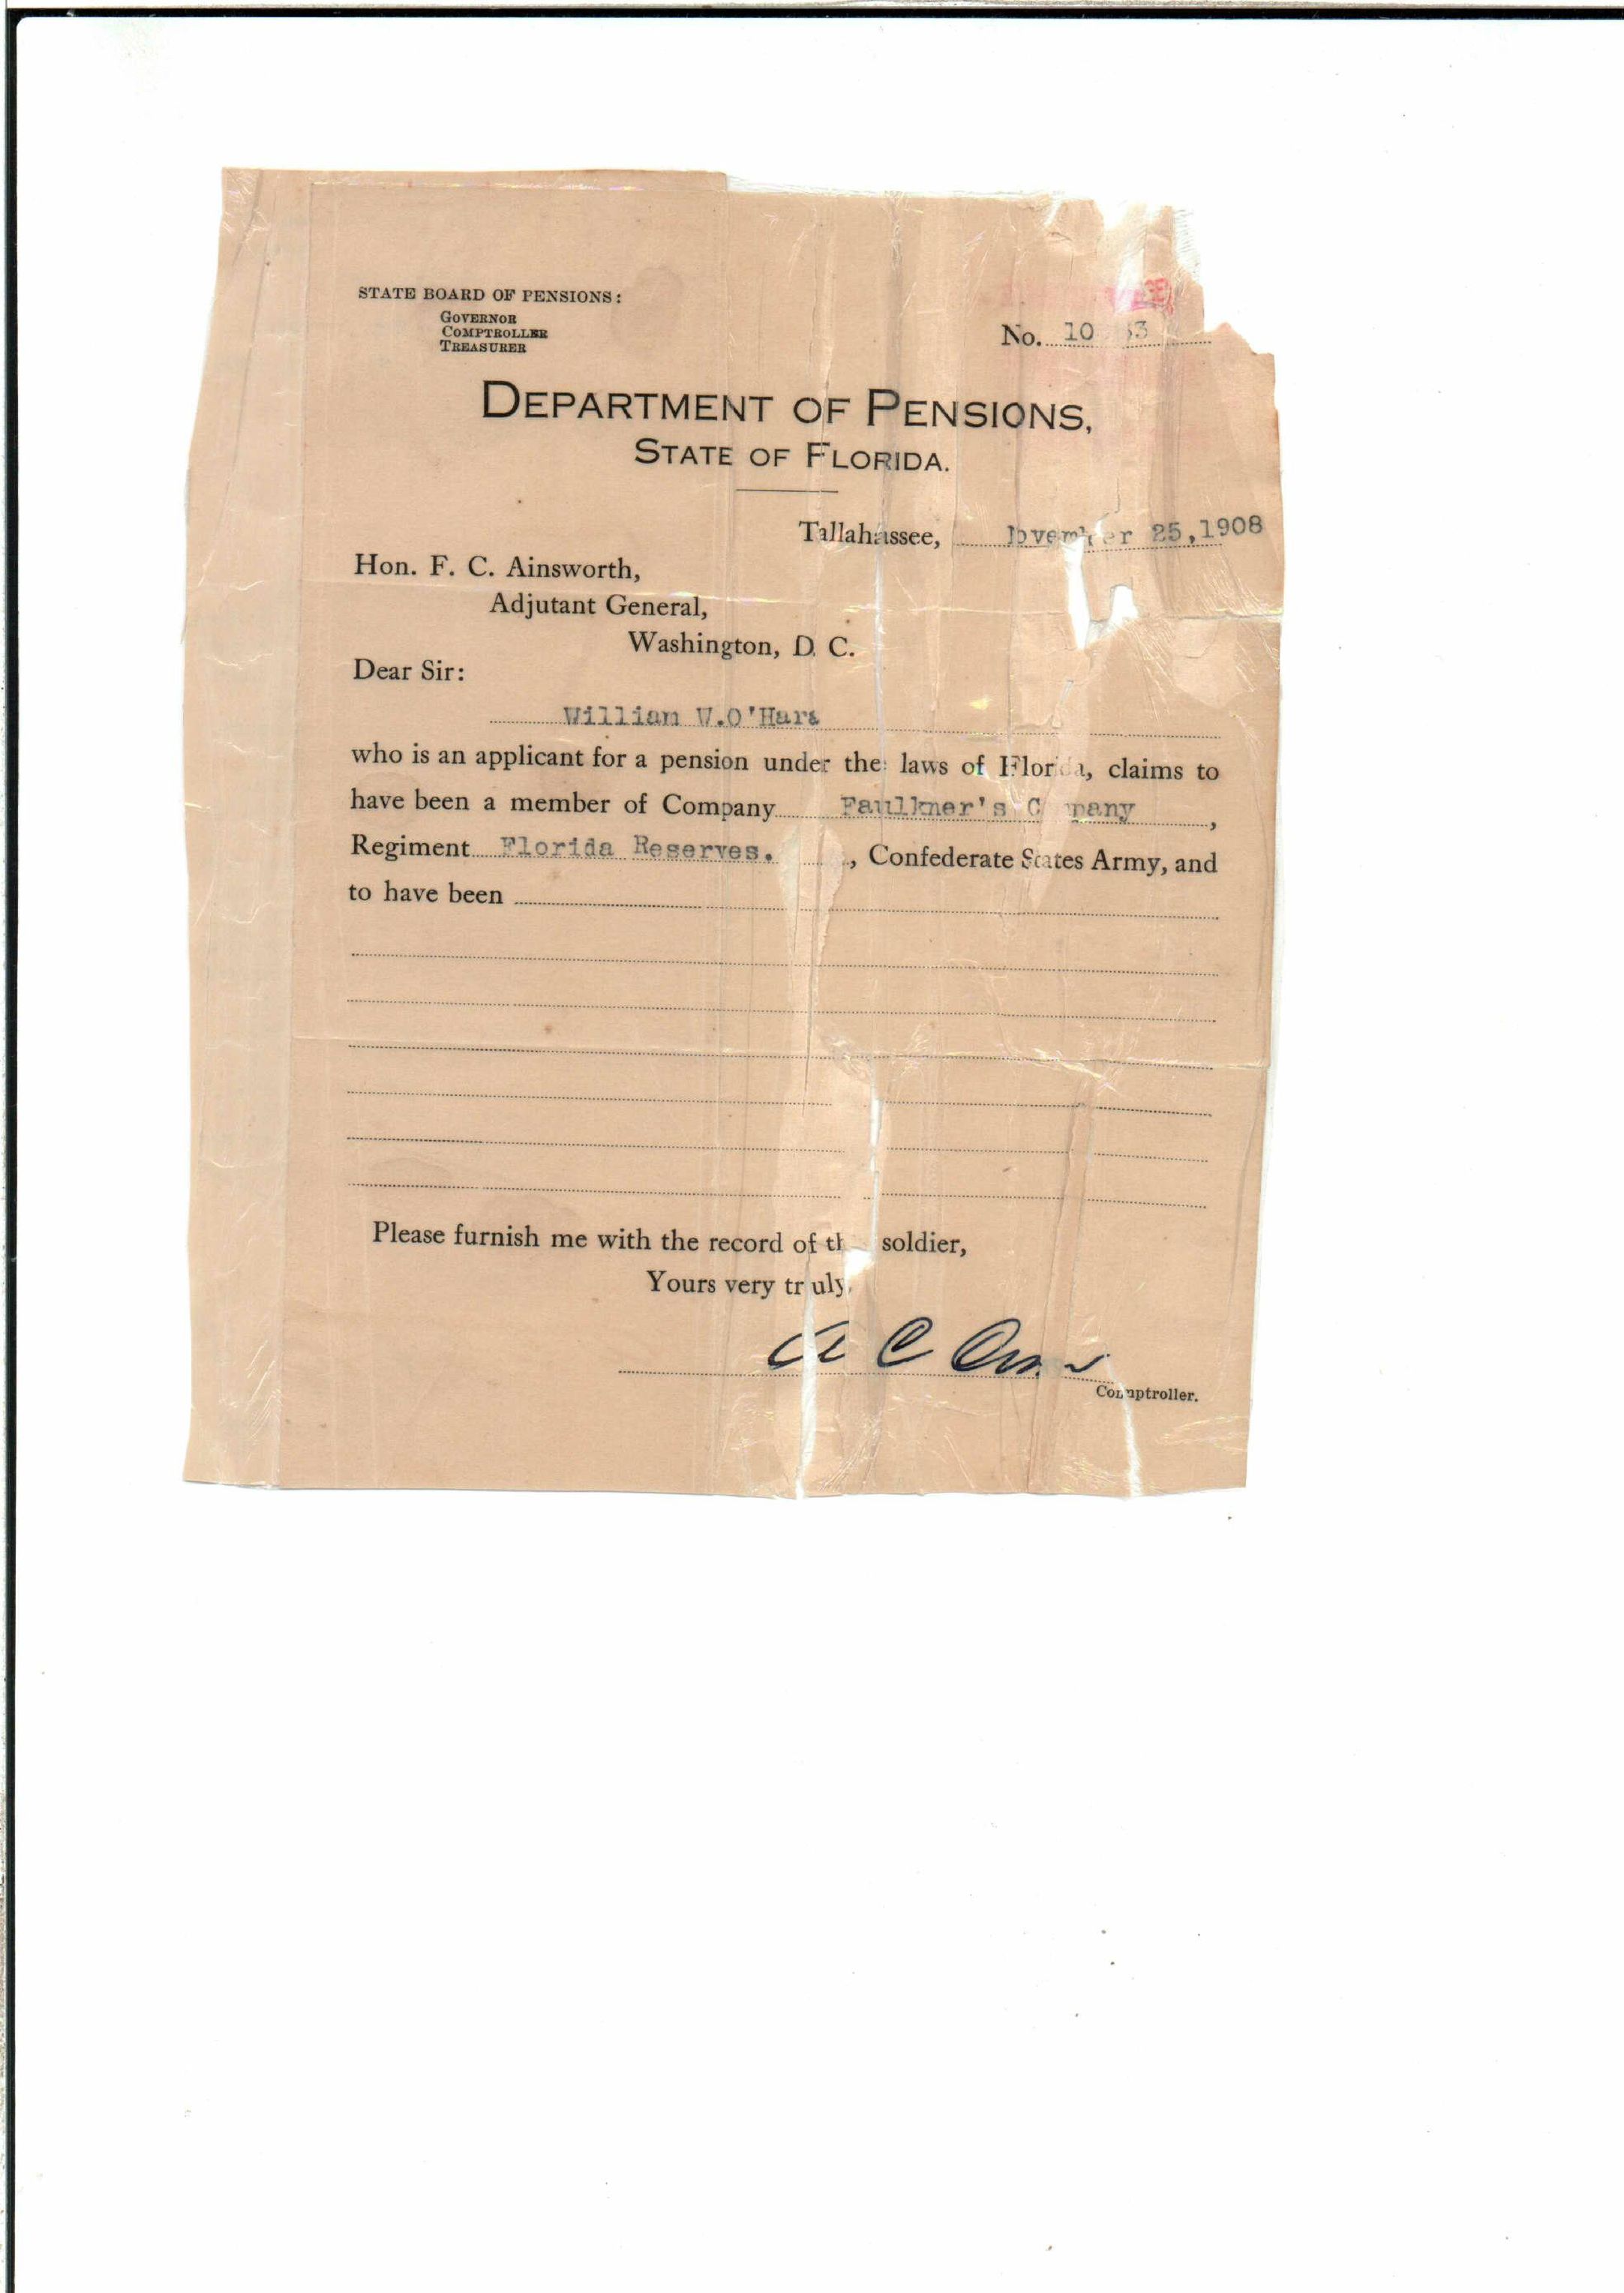 STATE BOARD OF PENSIONS:
GOVERNOR
COMPTROLLER
TREASURER
No.
DEPARTMENT OF PENSIONS,
STATE OF FLORIDA.
Tallahassee, November 25,1908
Hon. F. C. Ainsworth,
Adjutant General,
Washington, D. C.
Dear Sir:
Willian W.O'Hara
who is an applicant for a pension under the laws of Florida, claims to
have been a member of Company Faulkner's Company,
Regiment Florida Reserves., Confederate States Army, and
to have been
Please furnish me with the record of soldier,
Yours very truly,
A C
Comptroller.